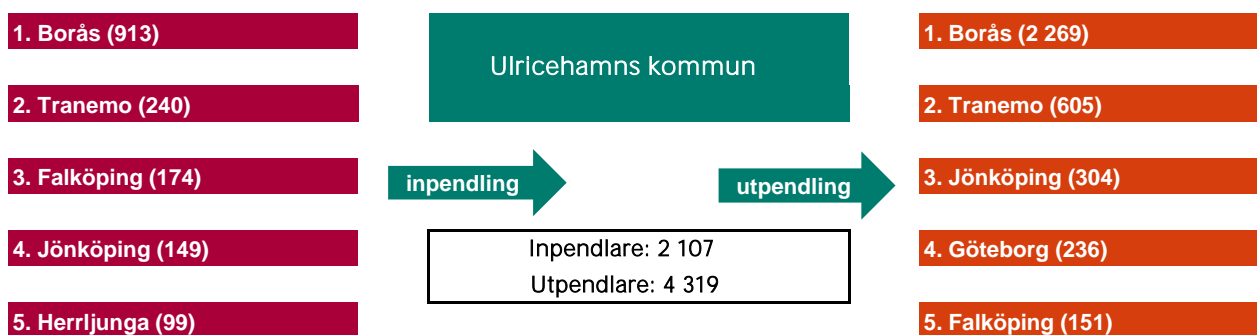 1. Borås (913)
2. Tranemo (240)
3. Falköping (174)
4. Jönköping (149)
5. Herrljunga (99)
Ulricehamns kommun
inpendling
utpendling
Inpendlare: 2 107
Utpendlare: 4 319
1. Borås (2 269)
2. Tranemo (605)
3. Jönköping (304)
4. Göteborg (236)
5. Falköping (151)